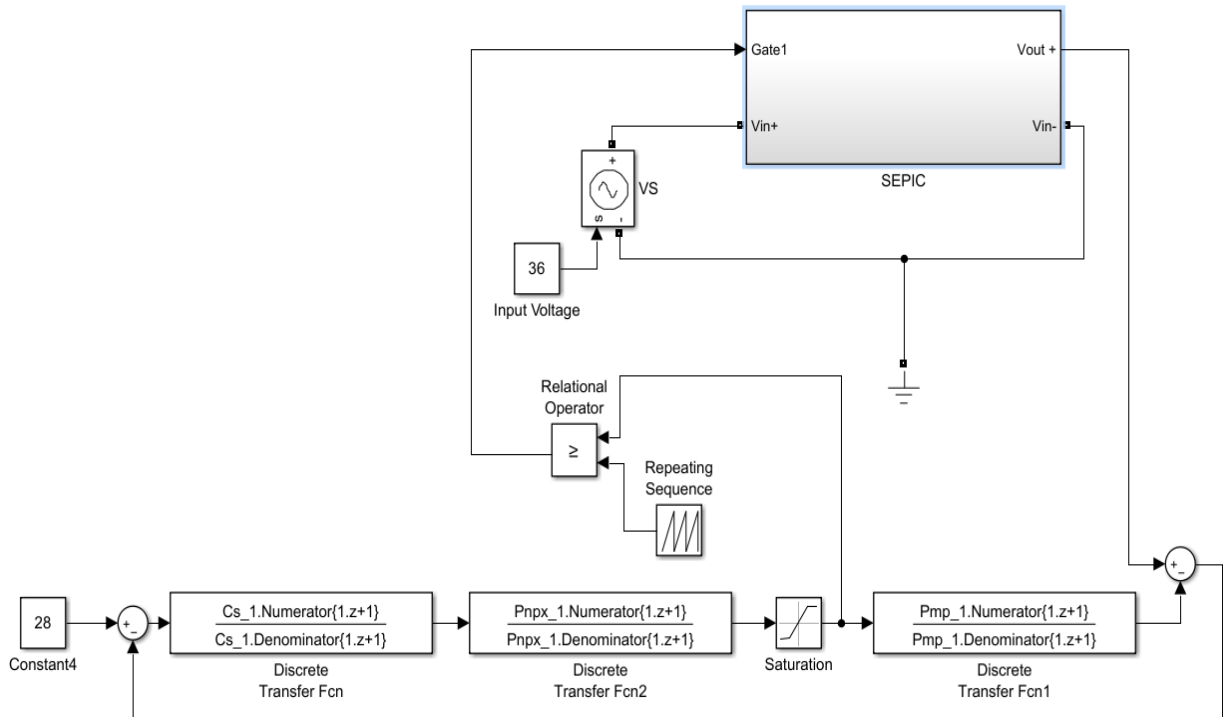 Gate1
Vout +
Vin+
Vin-
SEPIC
+
VS
s
-
36
Input Voltage
Relational
Operator
≥
Repeating
Sequence
28
Constant4
+
-
Cs_1.Numerator{1.z+1}
Cs_1.Denominator{1.z+1}
Discrete
Transfer Fcn
Pnpx_1.Numerator{1.z+1}
Pnpx_1.Denominator{1.z+1}
Discrete
Transfer Fcn2
Saturation
Pmp_1.Numerator{1.z+1}
Pmp_1.Denominator{1.z+1}
Discrete
Transfer Fcn1
+
-